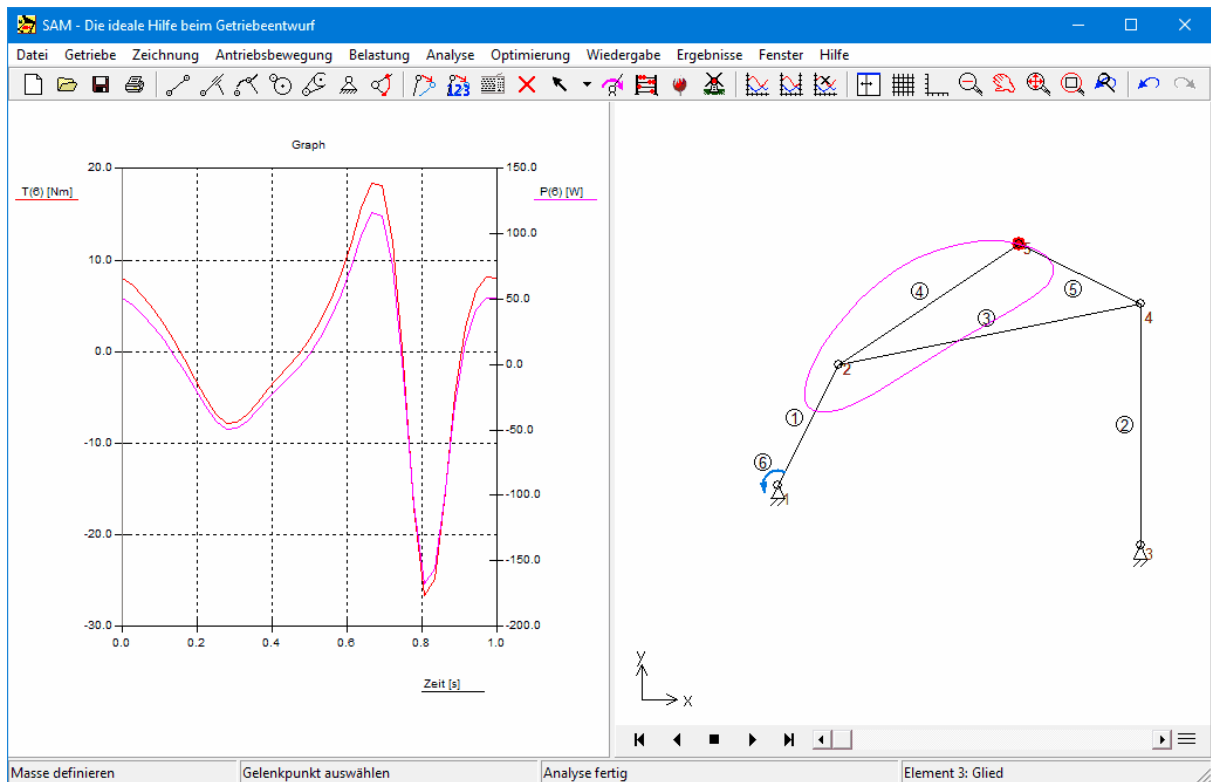 SAM - Die ideale Hilfe beim Getriebeentwurf
Datei Getriebe Zeichnung Antriebsbewegung Belastung Analyse Optimierung Wiedergabe Ergebnisse Fenster Hilfe
123
Graph
T(6) [Nm]
P(6) [W]
20.0
10.0
0.0
-10.0
-20.0
-30.0
150.0
100.0
50.0
0.0
-50.0
-100.0
-150.0
-200.0
0.0 0.2 0.4 0.6 0.8 1.0
Zeit [s]
5
4
5
3
4
2
1
2
6
1
3
y
x
Masse definieren
Gelenkpunkt auswählen
Analyse fertig
Element 3: Glied